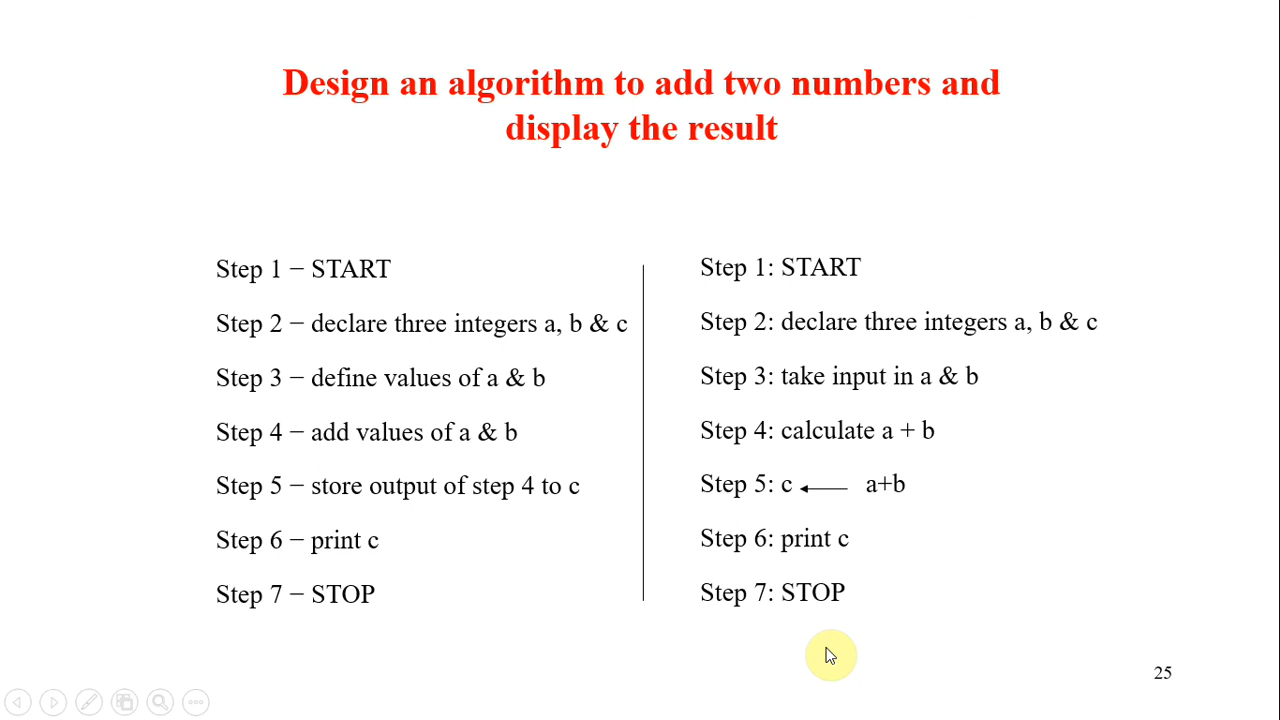 Design an algorithm to add two numbers and
display the result
Step 1 − START
Step 2 − declare three integers a, b & c
Step 3 − define values of a & b
Step 4 − add values of a & b
Step 5 − store output of step 4 to c
Step 6 − print c
Step 7 − STOP
Step 1: START
Step 2: declare three integers a, b & c
Step 3: take input in a & b
Step 4: calculate a + b
Step 5: c ← a+b
Step 6: print c
Step 7: STOP
25